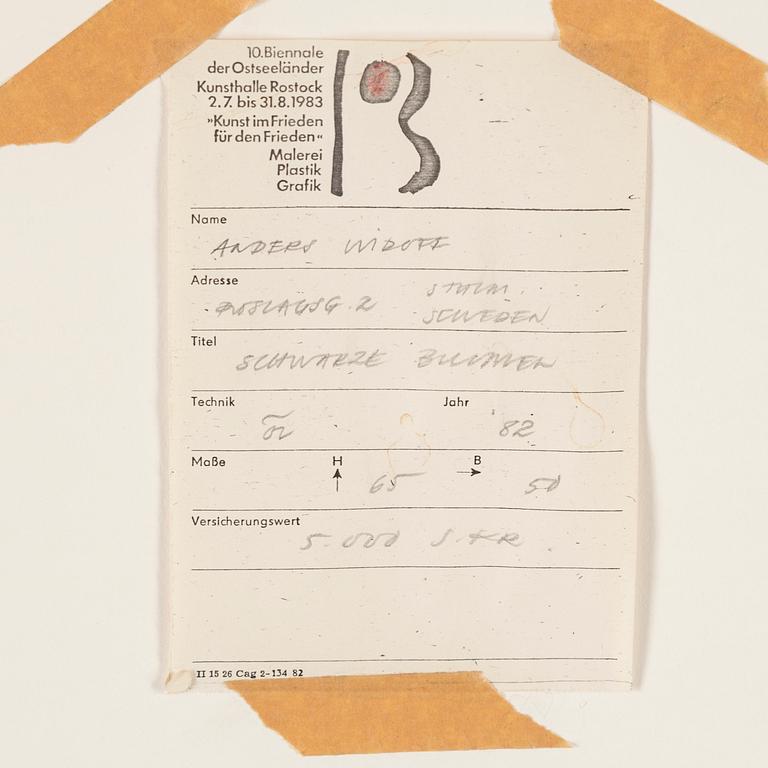 10.Biennale
der Ostseeländer
Kunsthalle Rostock
2.7. bis 31.8.1983
»Kunst im Frieden
für den Frieden«
Malerei
Plastik
Grafik
Name
ANDERS WIDOFF
Adresse
ROSLAGSG. 2 STHLM.
SCHWEDEN
Titel
SCHWARZE BLUMEN
Technik Jahr
ÖL 82
Maße H B
65 50
Versicherungswert
5.000 S.KR
II 15 26 Cag 2-134 82